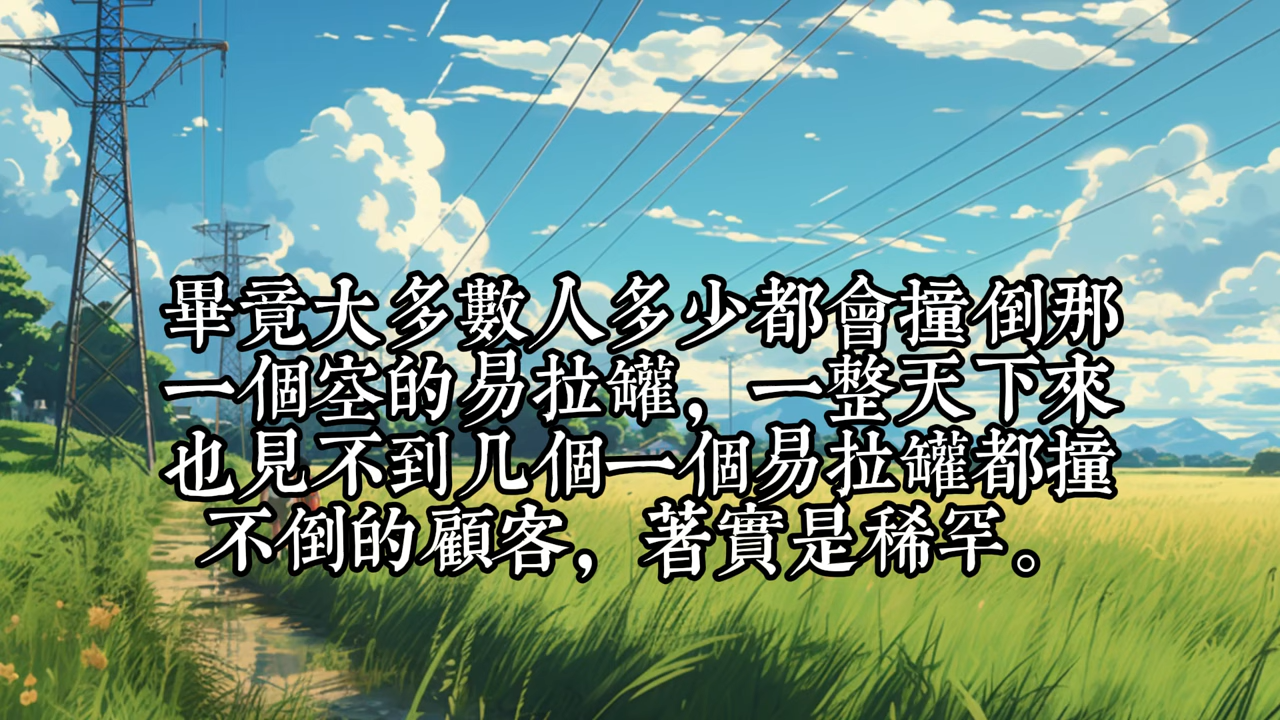 畢竟大多數人多少都會撞倒那
一個空的易拉罐，一整天下來
也見不到几個一個易拉罐都撞
不倒的顧客，著實是稀罕。